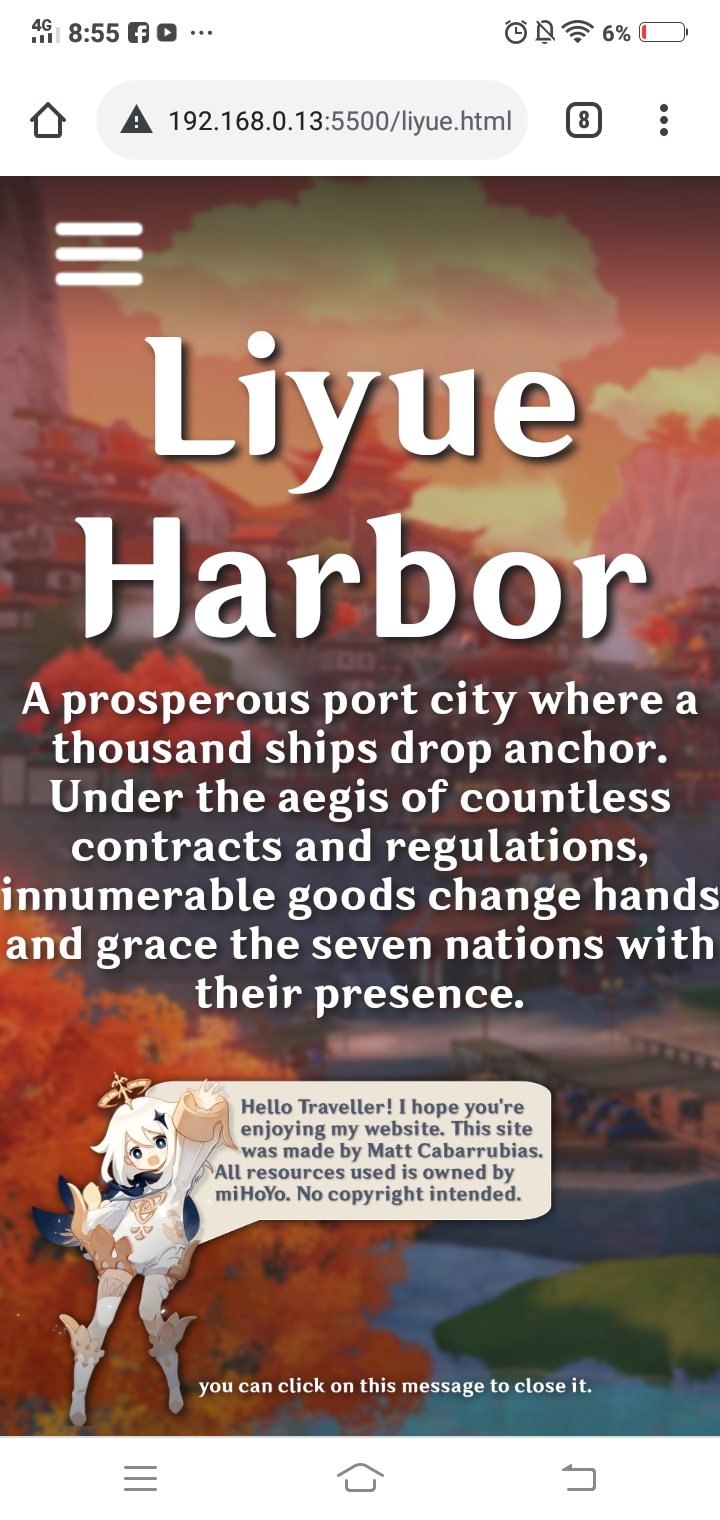 4G 8:55 ... 6%
192.168.0.13:5500/liyue.html 8
Liyue
Harbor
A prosperous port city where a
thousand ships drop anchor.
Under the aegis of countless
contracts and regulations,
innumerable goods change hands
and grace the seven nations with
their presence.
Hello Traveller! I hope you're
enjoying my website. This site
was made by Matt Cabarrubias.
All resources used is owned by
miHoYo. No copyright intended.
you can click on this message to close it.